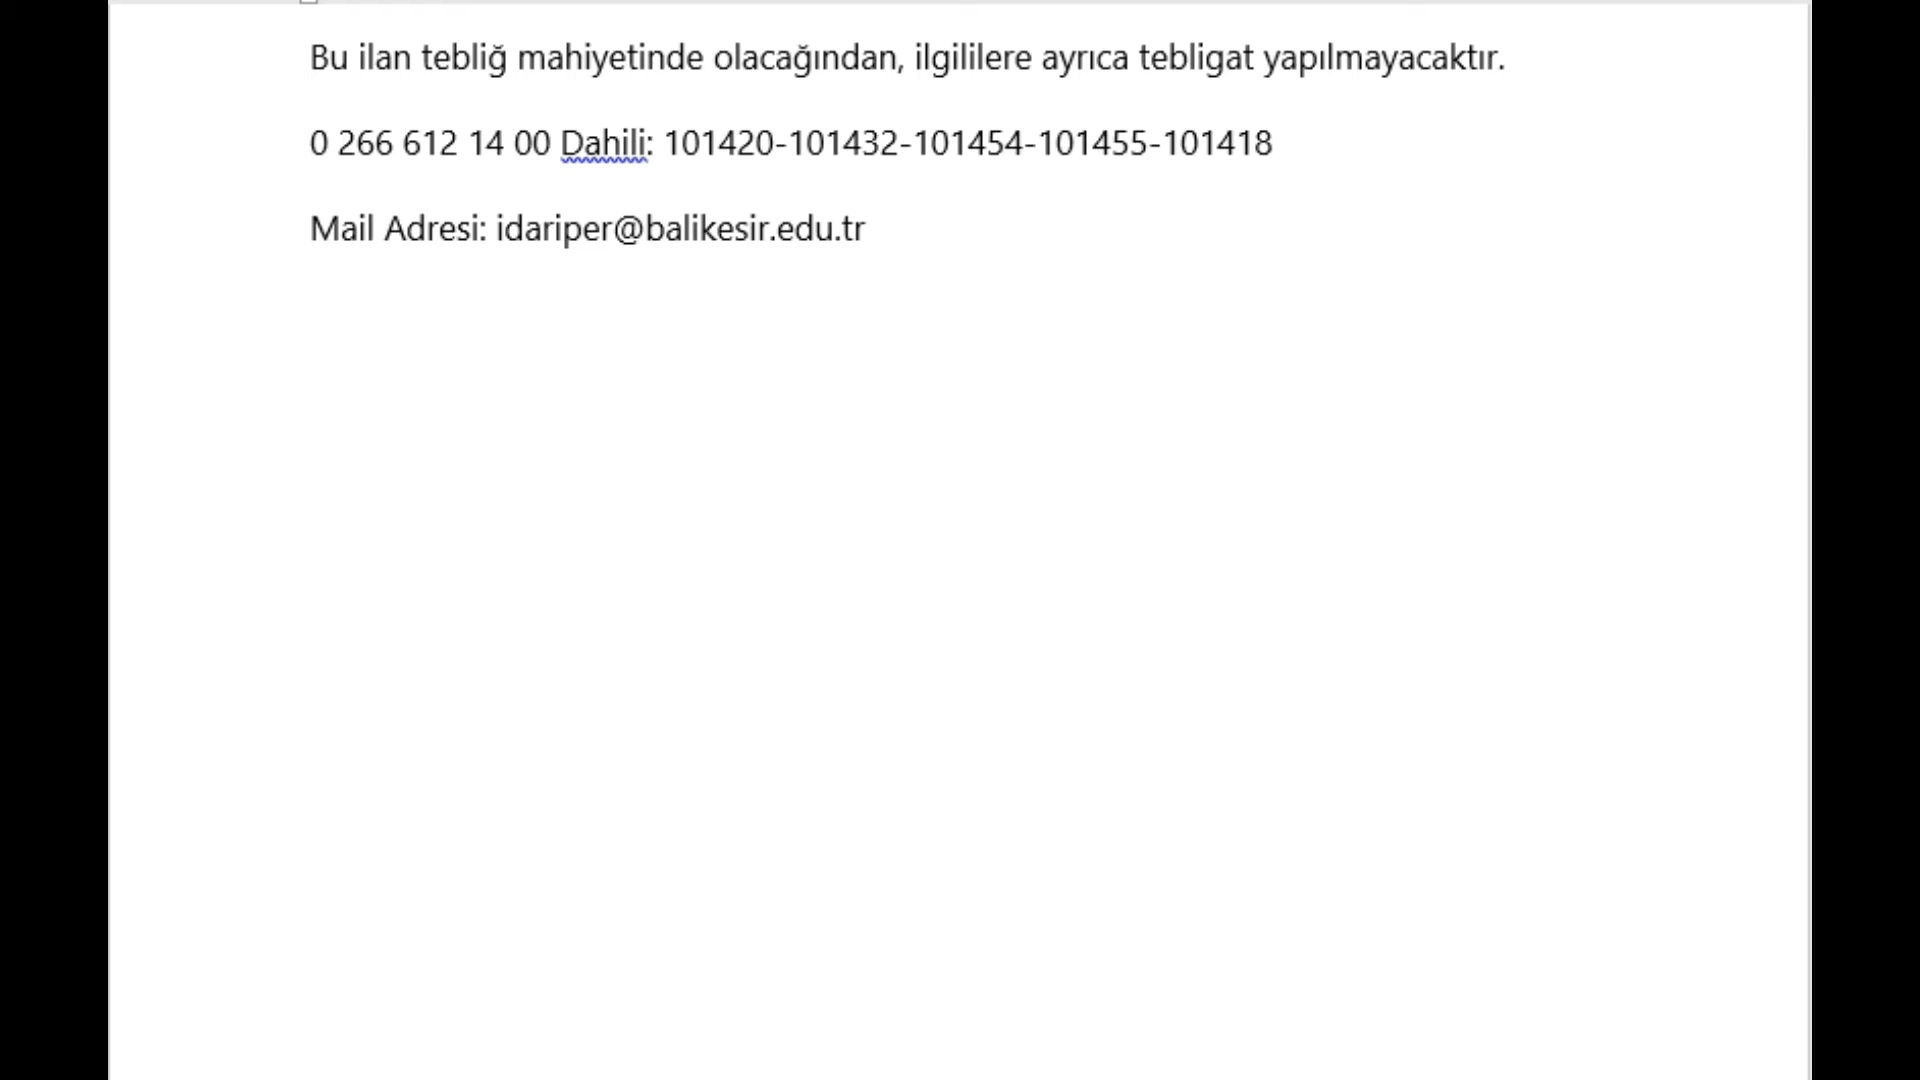 Bu ilan tebliğ mahiyetinde olacağından, ilgililere ayrıca tebligat yapılmayacaktır.
0 266 612 14 00 Dahili: 101420-101432-101454-101455-101418
Mail Adresi: idariper@balikesir.edu.tr